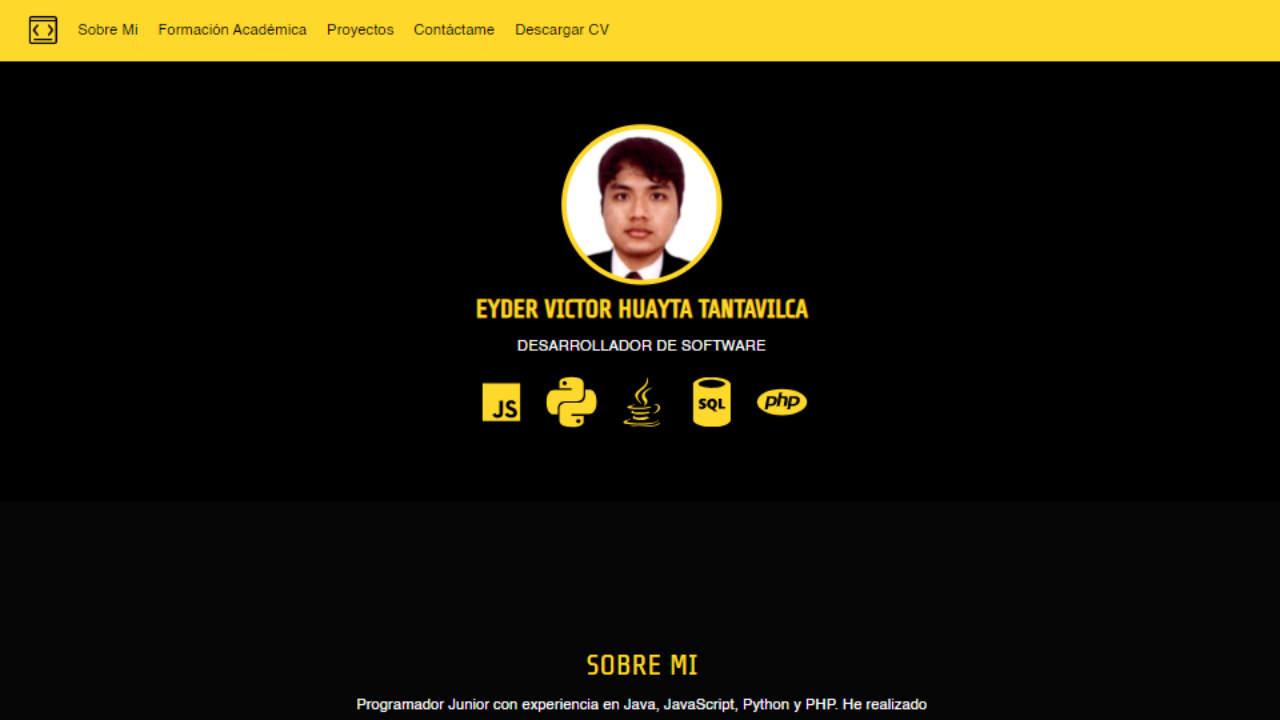 Sobre Mi Formación Académica Proyectos Contáctame Descargar CV
EYDER VICTOR HUAYTA TANTAVILCA
DESARROLLADOR DE SOFTWARE
JS SQL php
SOBRE MI
Programador Junior con experiencia en Java, JavaScript, Python y PHP. He realizado